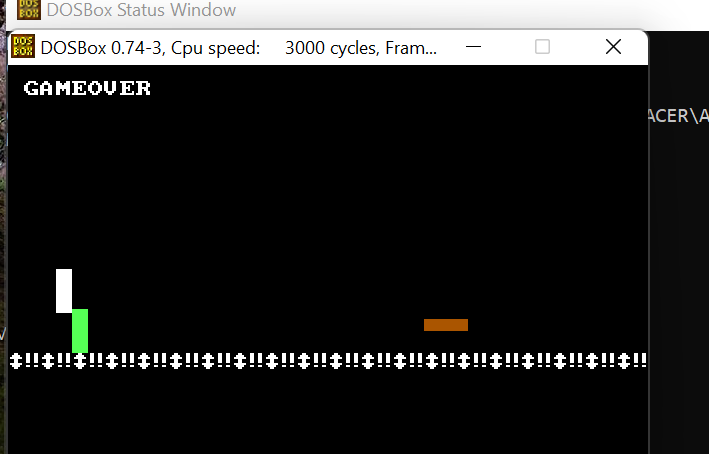 DOSBox Status Window
DOSBox 0.74-3, Cpu speed: 3000 cycles, Fram...
GAMEOVER
ACER\A
↕‼↕‼↕‼↕‼↕‼↕‼↕‼↕‼↕‼↕‼↕‼↕‼↕‼↕‼↕‼↕‼↕‼↕‼↕‼↕‼